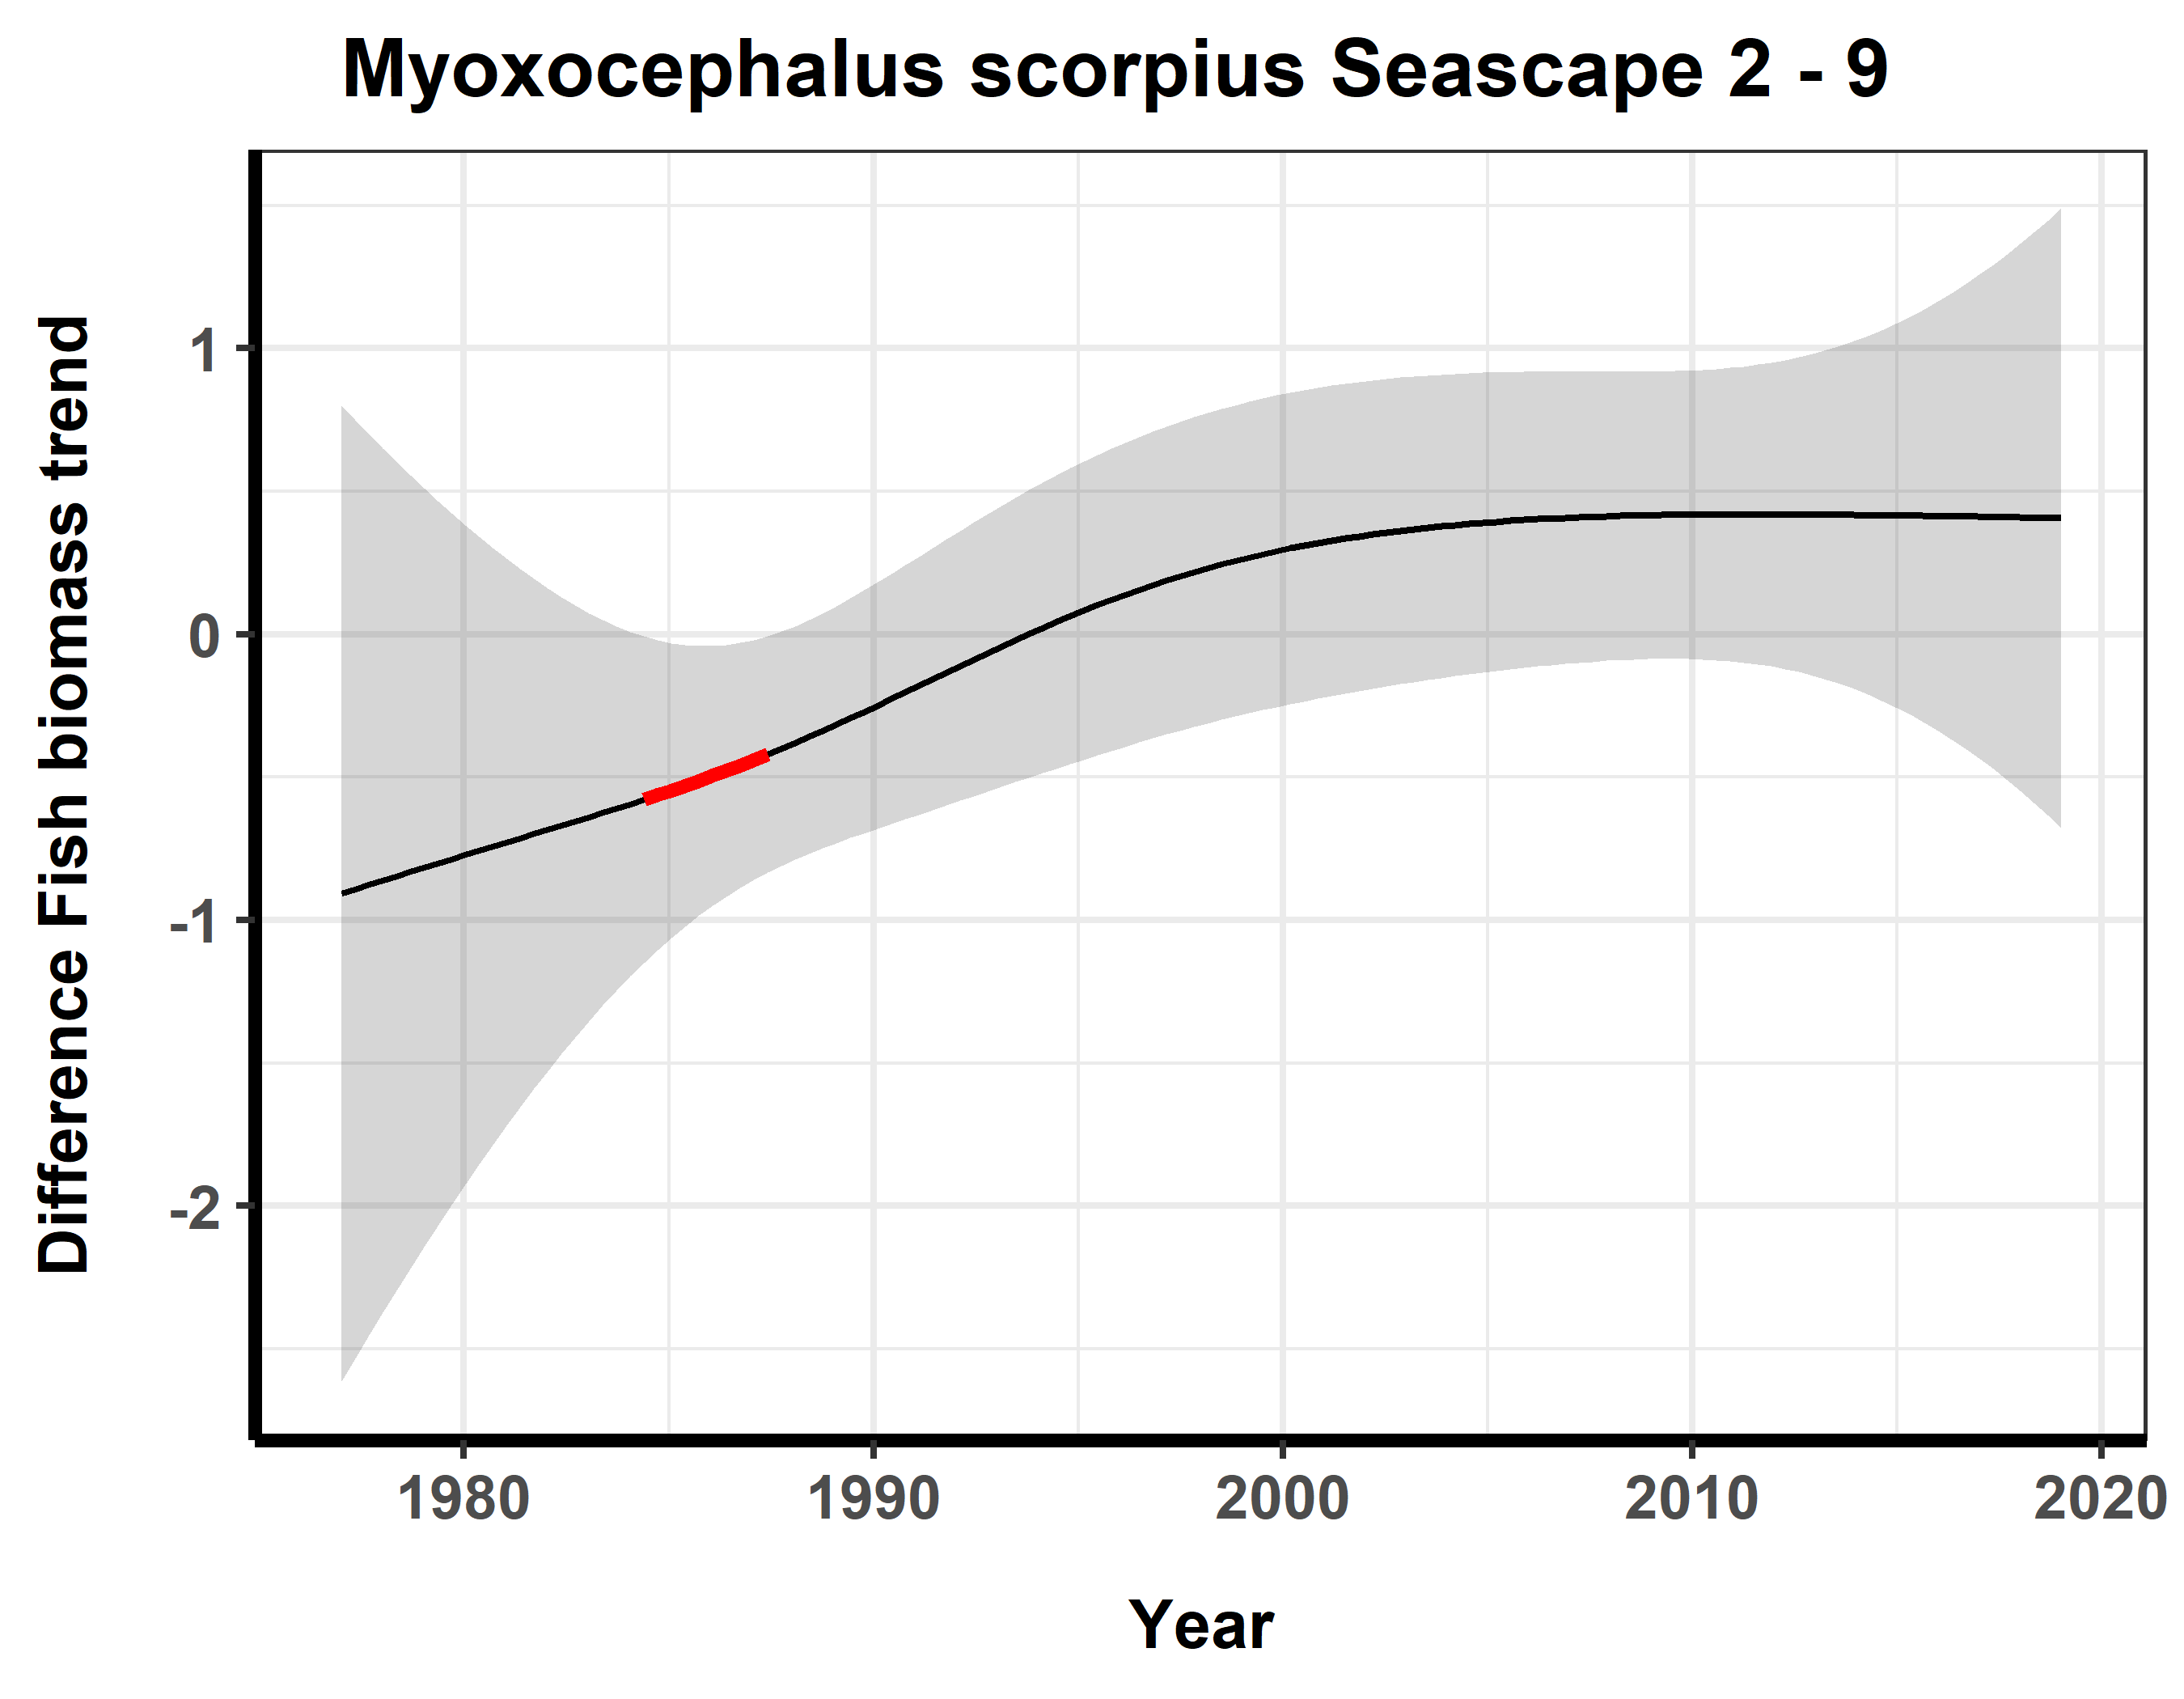 Myoxocephalus scorpius Seascape 2 - 9
Difference Fish biomass trend
1
0
-1
-2
1980 1990 2000 2010 2020
Year